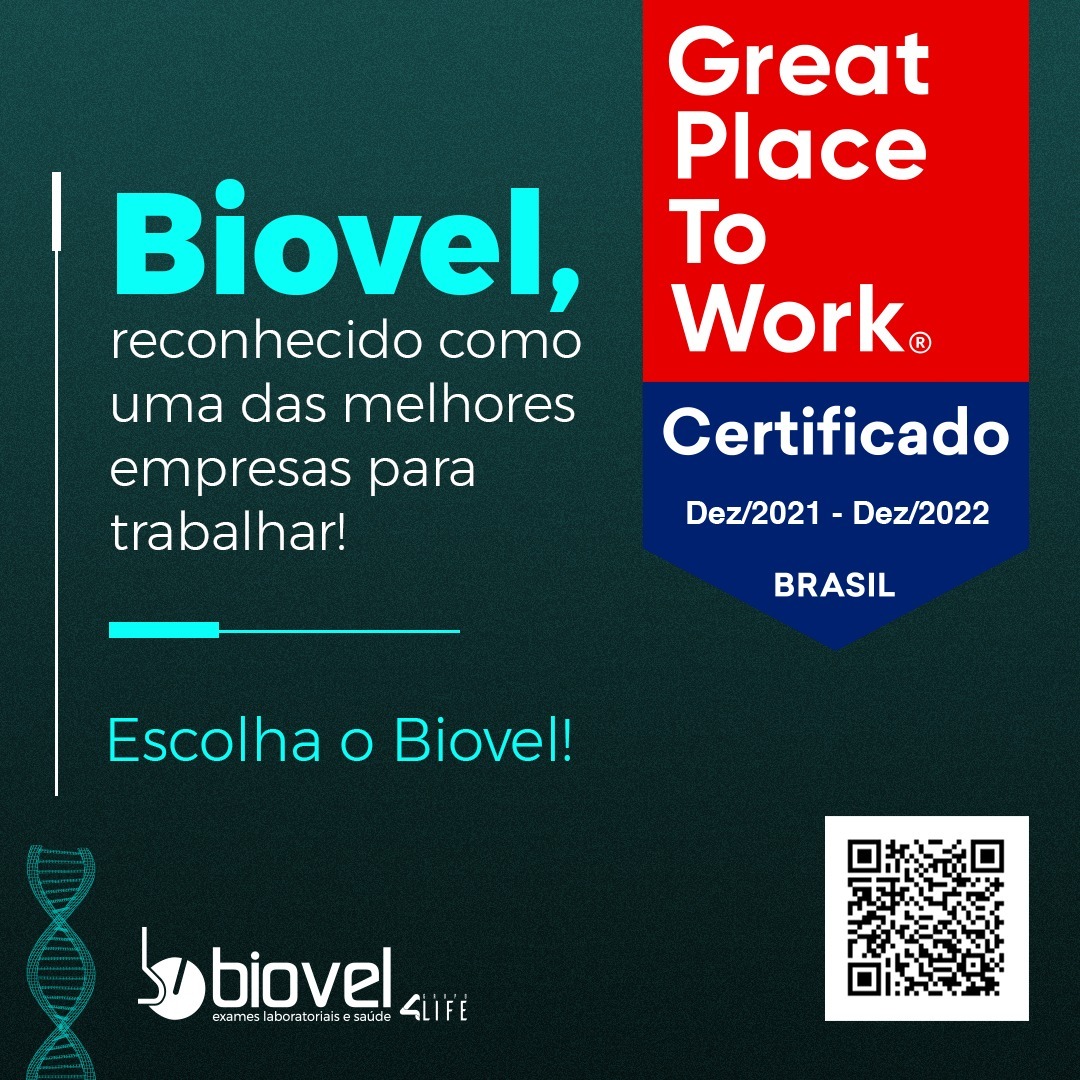 Great
Place
To
Work®
Certificado
Dez/2021 - Dez/2022
BRASIL
Biovel,
reconhecido como
uma das melhores
empresas para
trabalhar!
Escolha o Biovel!
biovel
exames laboratoriais e saúde
GRUPO
4LIFE